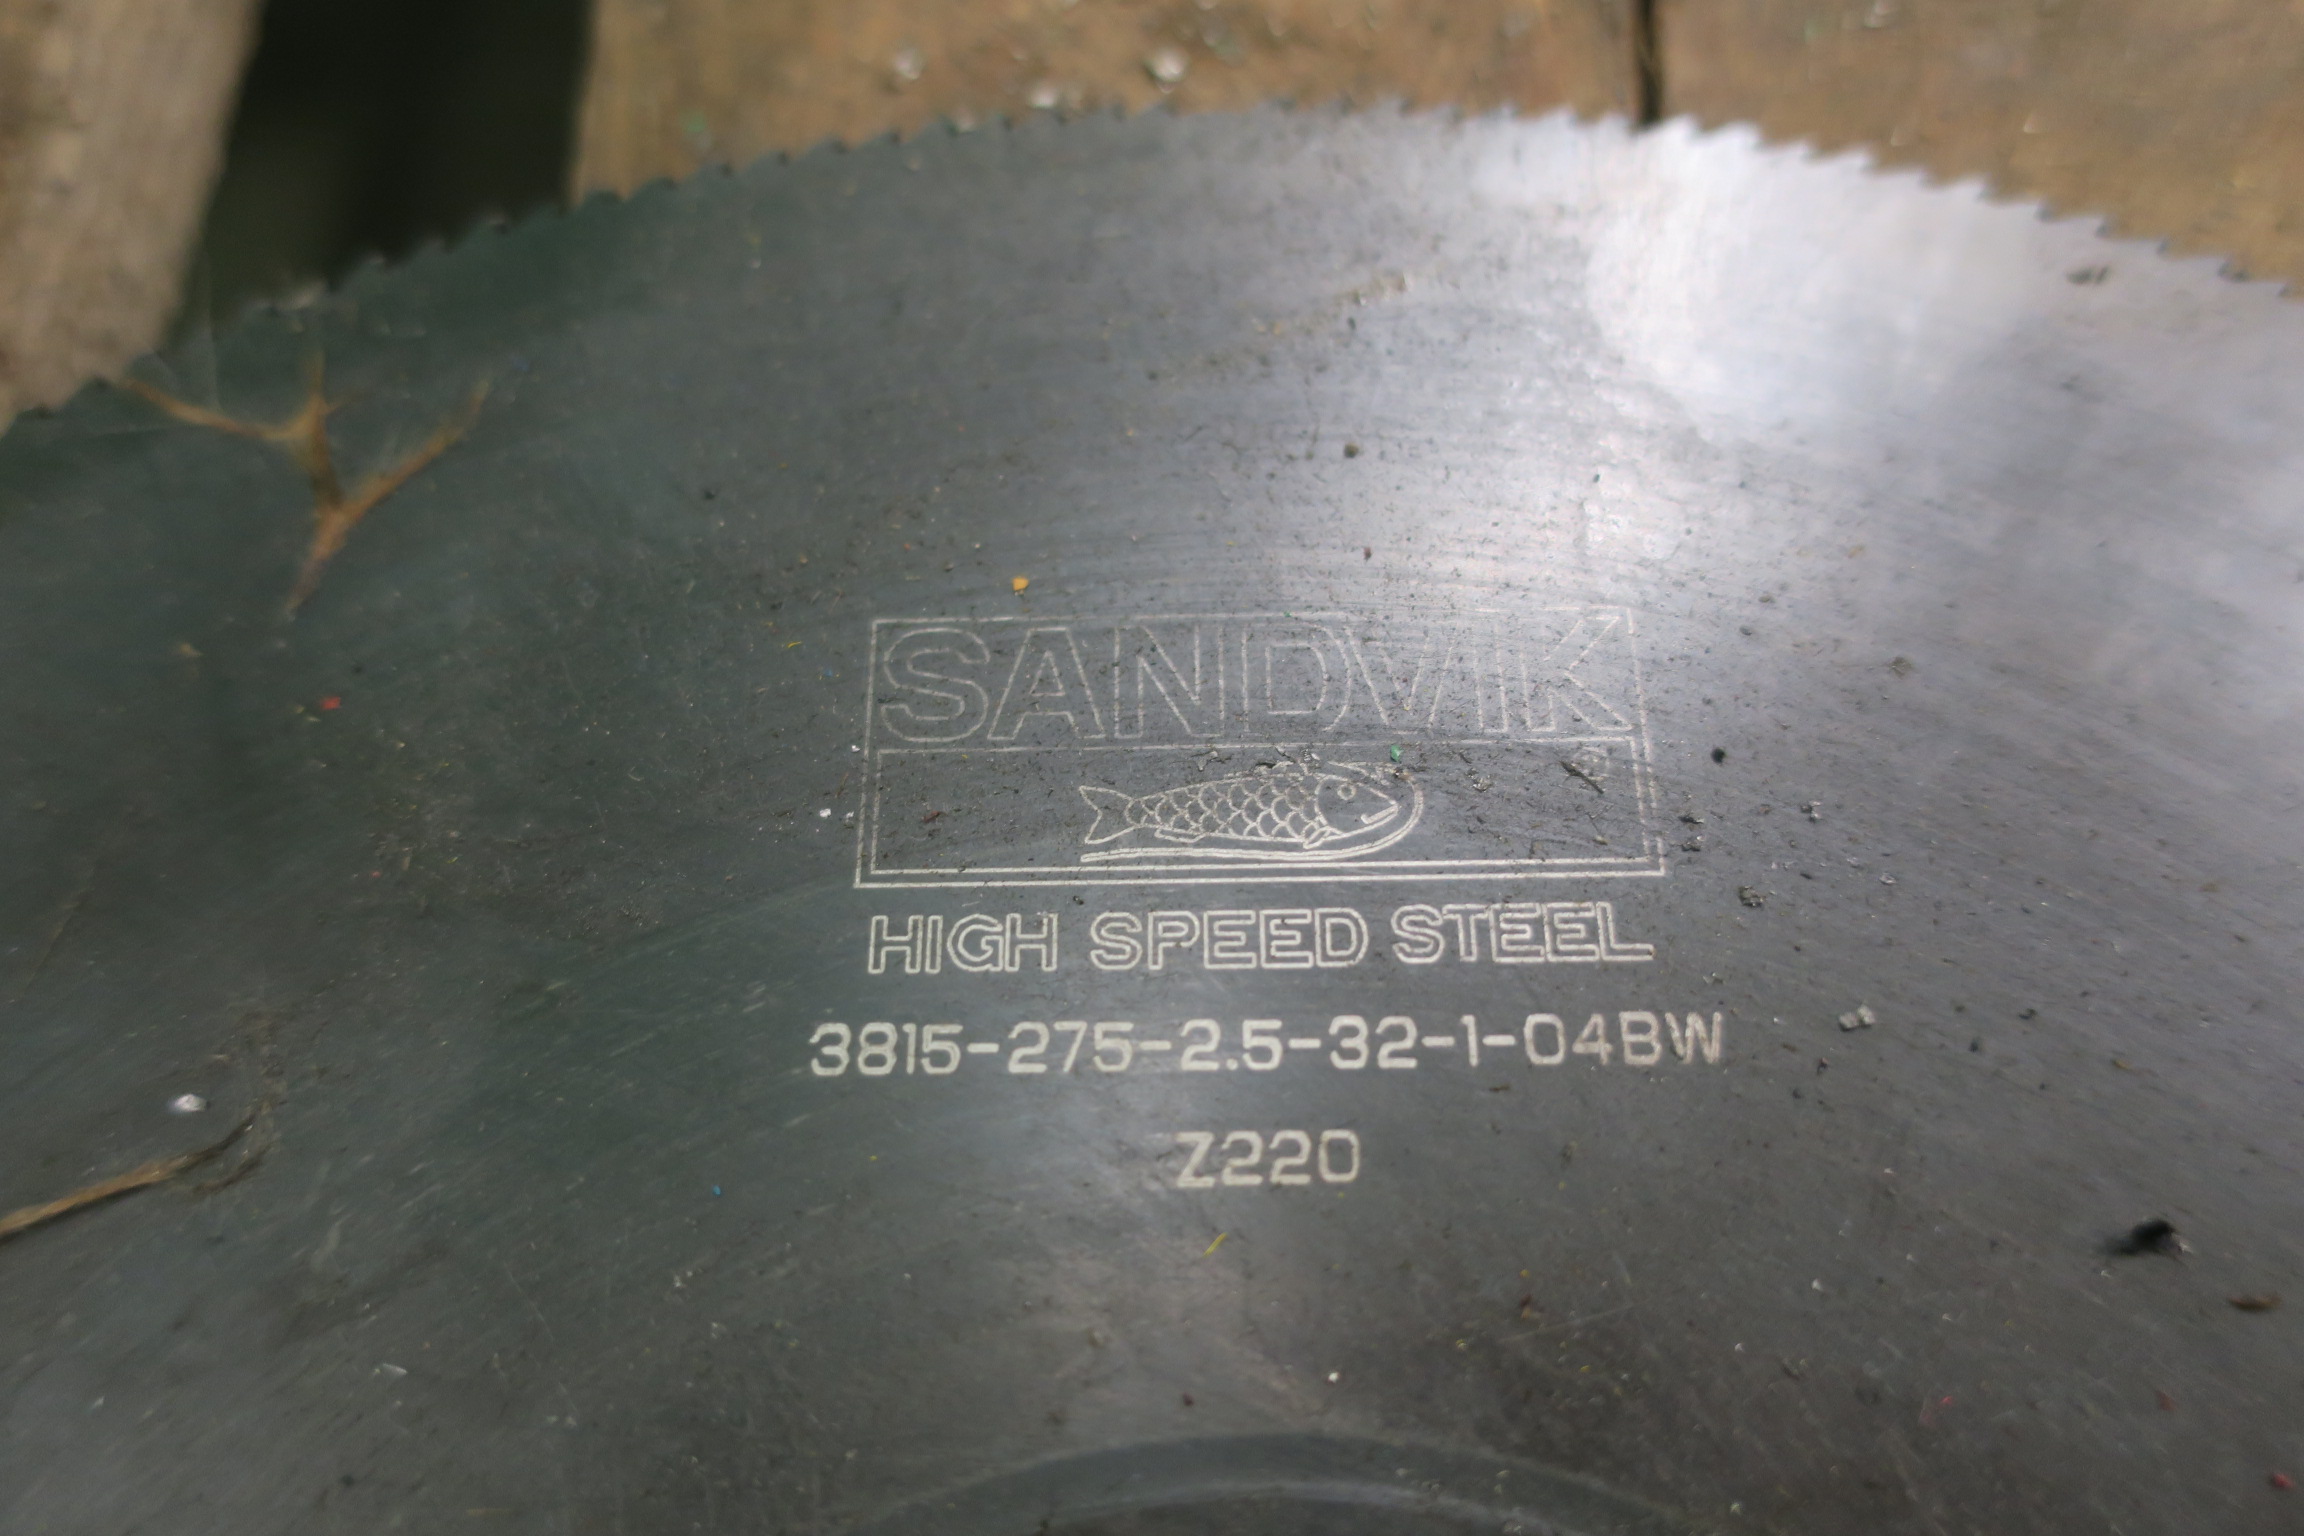 SANDVIK
®
HIGH SPEED STEEL
3815-275-2.5-32-1-04BW
Z220